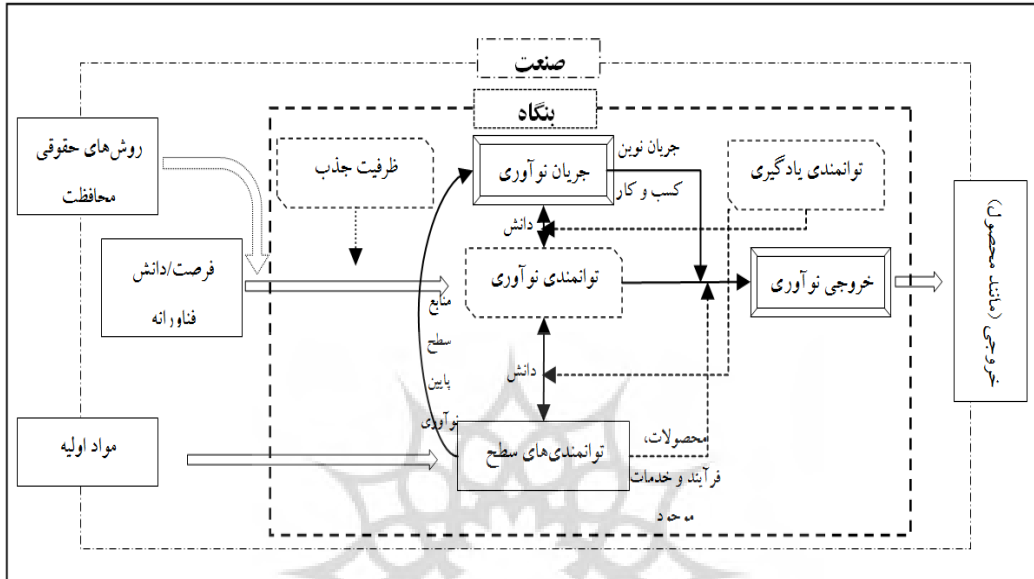 صنعت
بنگاه
روش‌های حقوقی
محافظت
ظرفیت جذب
جریان نوآوری
جریان نوین
کسب و کار
توانمندی یادگیری
دانش
فرصت/دانش
فناورانه
توانمندی نوآوری
خروجی نوآوری
خروجی (مانند محصول)
منابع
سطح
پایین
نوآوری
دانش
مواد اولیه
توانمندی‌های سطح
محصولات،
فرآیند و خدمات